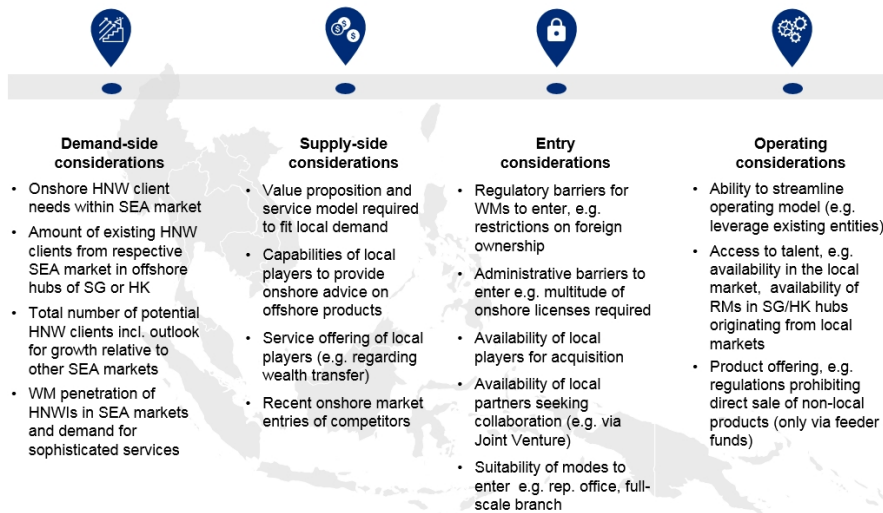 Demand-side
considerations
• Onshore HNW client
needs within SEA market
• Amount of existing HNW
clients from respective
SEA market in offshore
hubs of SG or HK
• Total number of potential
HNW clients incl. outlook
for growth relative to
other SEA markets
• WM penetration of
HNWIs in SEA markets
and demand for
sophisticated services
$ $ $
Supply-side
considerations
• Value proposition and
service model required
to fit local demand
• Capabilities of local
players to provide
onshore advice on
offshore products
• Service offering of local
players (e.g. regarding
wealth transfer)
• Recent onshore market
entries of competitors
Entry
considerations
• Regulatory barriers for
WMs to enter, e.g.
restrictions on foreign
ownership
• Administrative barriers to
enter e.g. multitude of
onshore licenses required
• Availability of local
players for acquisition
• Availability of local
partners seeking
collaboration (e.g. via
Joint Venture)
• Suitability of modes to
enter e.g. rep. office, full-
scale branch
Operating
considerations
• Ability to streamline
operating model (e.g.
leverage existing entities)
• Access to talent, e.g.
availability in the local
market, availability of
RMs in SG/HK hubs
originating from local
markets
• Product offering, e.g.
regulations prohibiting
direct sale of non-local
products (only via feeder
funds)